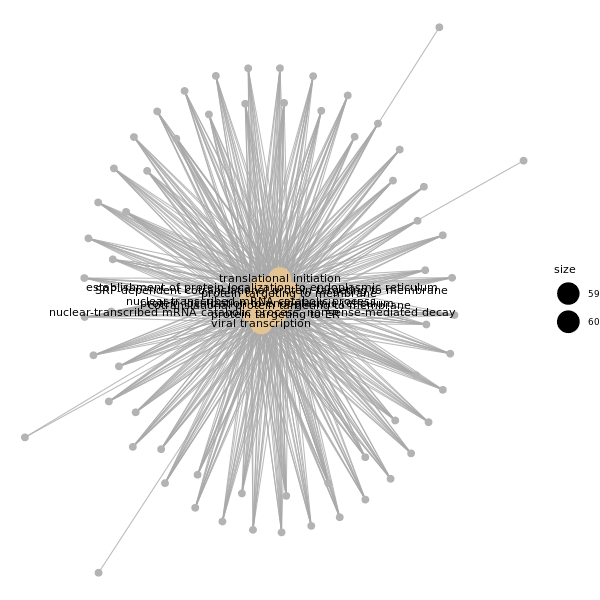 translational initiation
establishment of protein localization to endoplasmic reticulum
SRP-dependent cotranslational protein targeting to membrane
protein targeting to membrane
nuclear-transcribed mRNA catabolic process
cotranslational protein targeting to membrane
nuclear-transcribed mRNA catabolic process, nonsense-mediated decay
protein targeting to ER
viral transcription
size
59
60